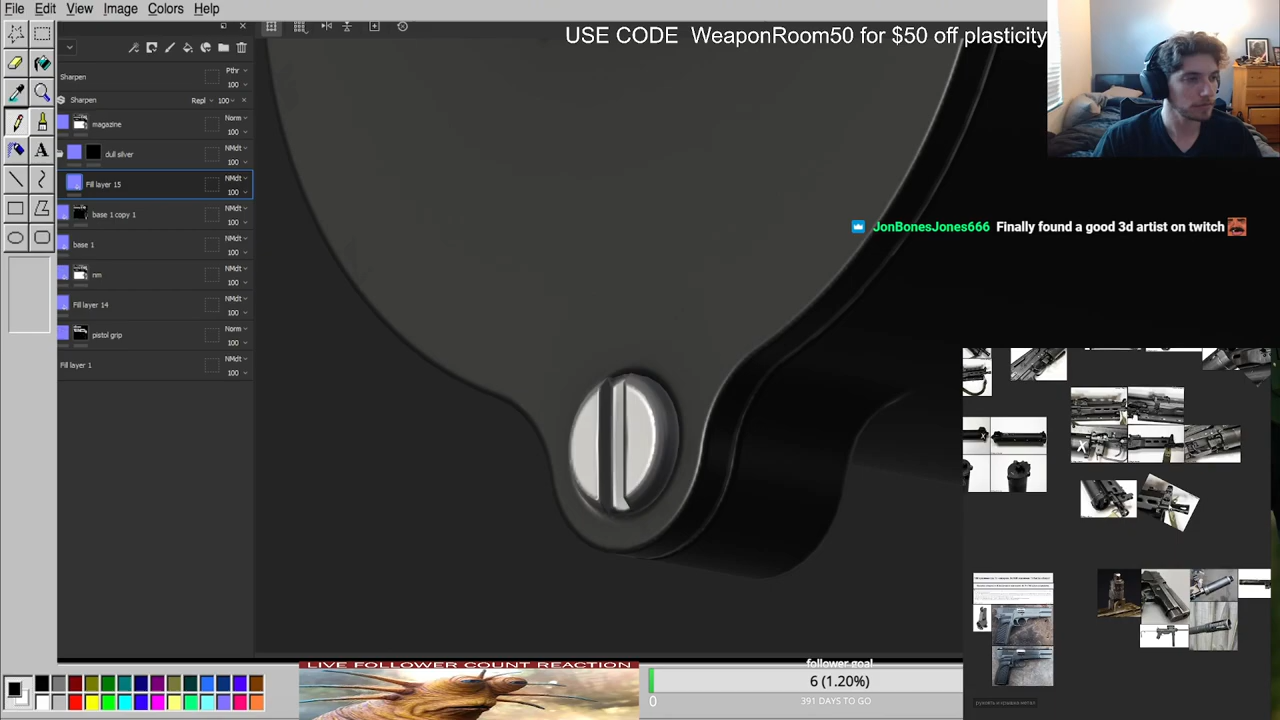 File Edit View Image Colors Help
USE CODE WeaponRoom50 for $50 off plasticity
Pthr
Sharpen
100
Sharpen Repl 100
Norm
magazine
100
NMdt
dull silver
100
NMdt
Fill layer 15
100
NMdt
base 1 copy 1
100
NMdt
base 1
100
NMdt
nm
100
NMdt
Fill layer 14
100
Norm
pistol grip
100
NMdt
Fill layer 1
100
JonBonesJones666 Finally found a good 3d artist on twitch
LIVE FOLLOWER COUNT REACTION
follower goal
6 (1.20%)
0
391 DAYS TO GO